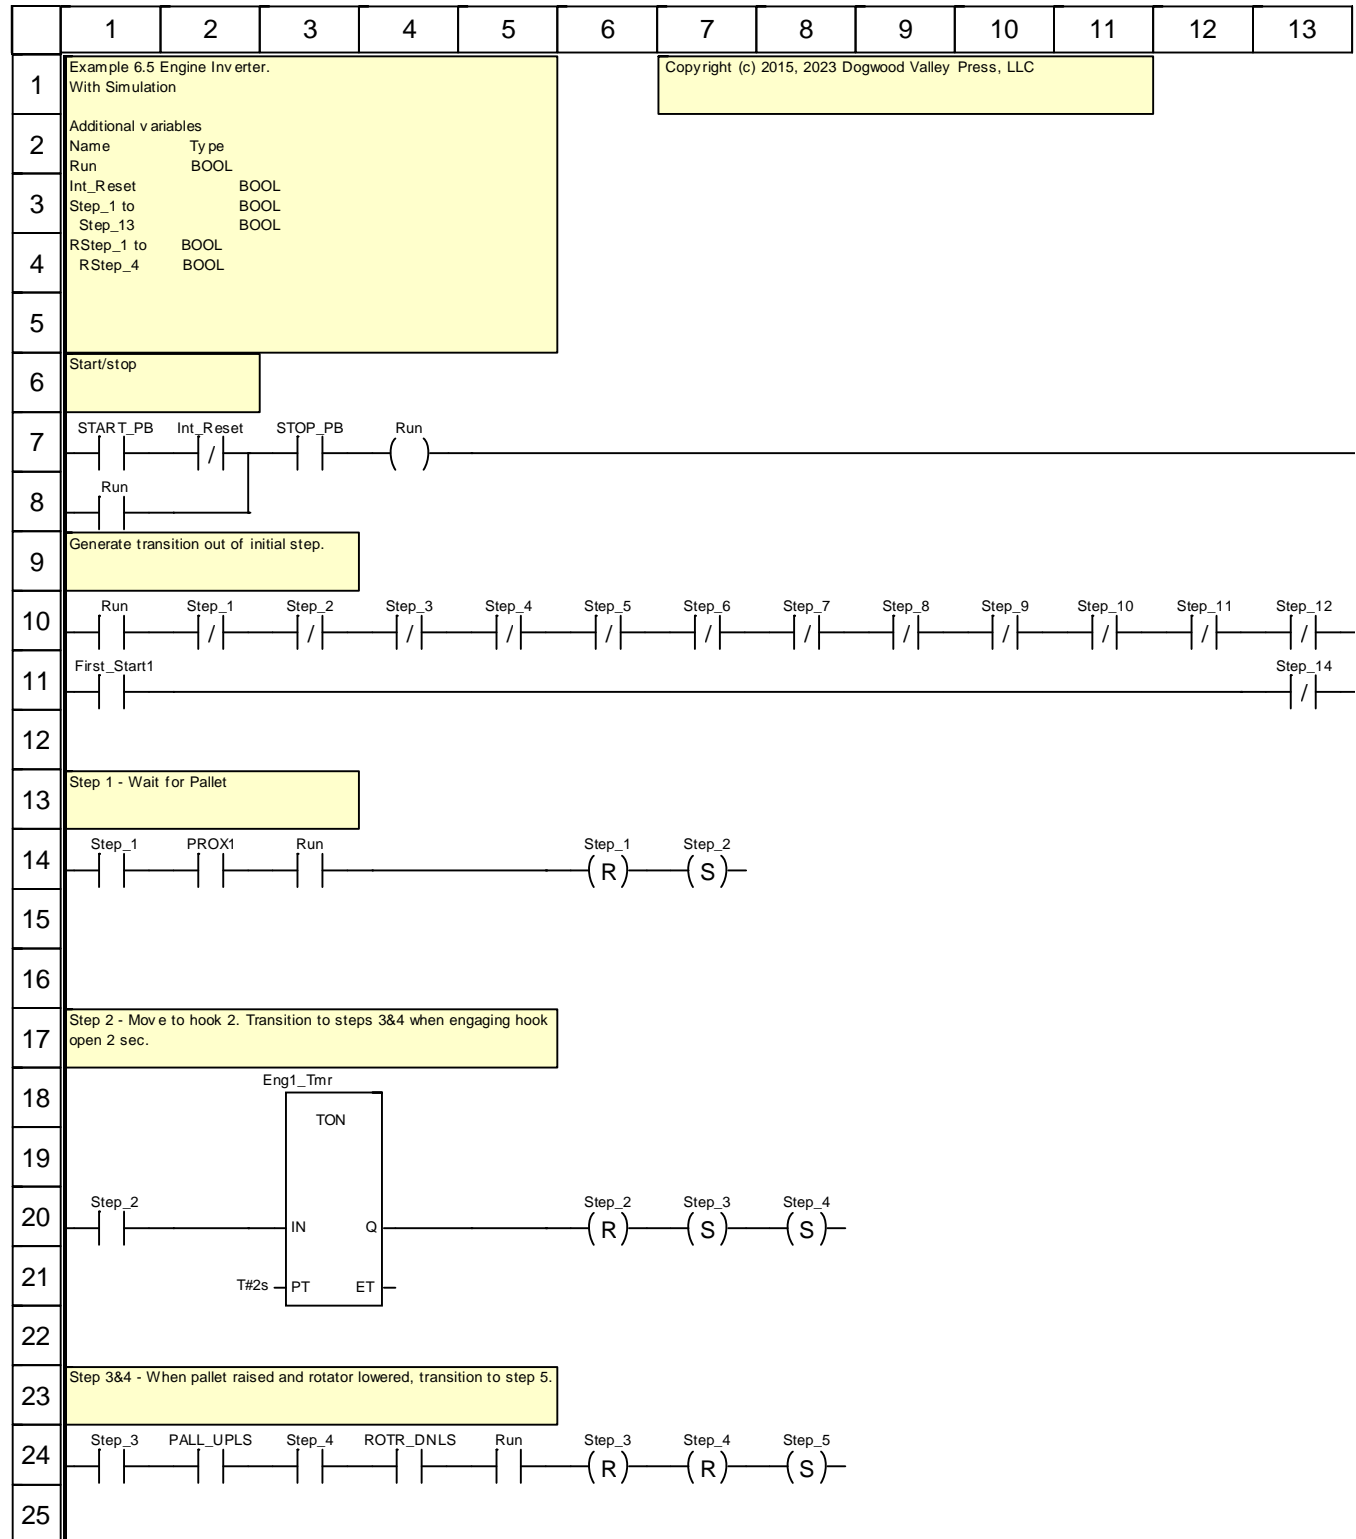 1 2 3 4 5 6 7 8 9 10 11 12 13
1
Example 6.5 Engine Inverter.
With Simulation
Copyright (c) 2015, 2023 Dogwood Valley Press, LLC
2
Additional variables
Name Type
Run BOOL
3
Int_Reset BOOL
Step_1 to BOOL
Step_13 BOOL
4
RStep_1 to BOOL
RStep_4 BOOL
5
6
Start/stop
7
START_PB Int_Reset STOP_PB Run
/
8
Run
9
Generate transition out of initial step.
10
Run Step_1 Step_2 Step_3 Step_4 Step_5 Step_6 Step_7 Step_8 Step_9 Step_10 Step_11 Step_12
/ / / / / / / / / / / /
11
First_Start1 Step_14
/
12
13
Step 1 - Wait for Pallet
14
Step_1 PROX1 Run Step_1 Step_2
R S
15
16
17
Step 2 - Move to hook 2. Transition to steps 3&4 when engaging hook
open 2 sec.
18
Eng1_Tmr
TON
19
20
Step_2 Step_2 Step_3 Step_4
IN Q R S S
21
T#2s PT ET
22
23
Step 3&4 - When pallet raised and rotator lowered, transition to step 5.
24
Step_3 PALL_UPLS Step_4 ROTR_DNLS Run Step_3 Step_4 Step_5
R R S
25